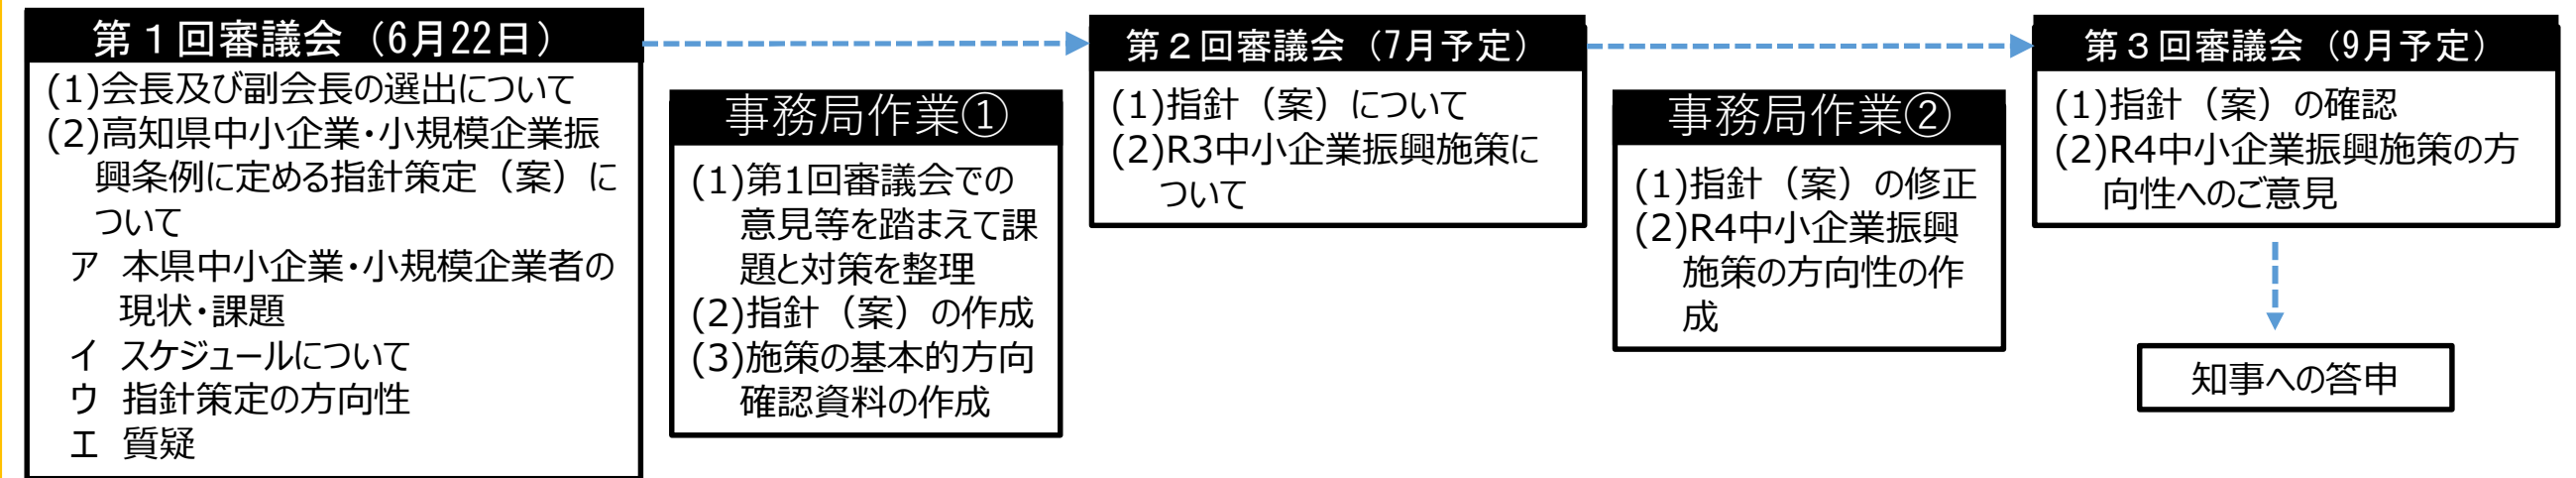 第１回審議会（6月22日）
(1)会長及び副会長の選出について
(2)高知県中小企業・小規模企業振
興条例に定める指針策定（案）に
ついて
ア 本県中小企業・小規模企業者の
現状・課題
イ スケジュールについて
ウ 指針策定の方向性
エ 質疑
事務局作業①
(1)第1回審議会での
意見等を踏まえて課
題と対策を整理
(2)指針（案）の作成
(3)施策の基本的方向
確認資料の作成
第２回審議会（7月予定）
(1)指針（案）について
(2)R3中小企業振興施策に
ついて
事務局作業②
(1)指針（案）の修正
(2)R4中小企業振興
施策の方向性の作
成
第３回審議会（9月予定）
(1)指針（案）の確認
(2)R4中小企業振興施策の方
向性へのご意見
知事への答申